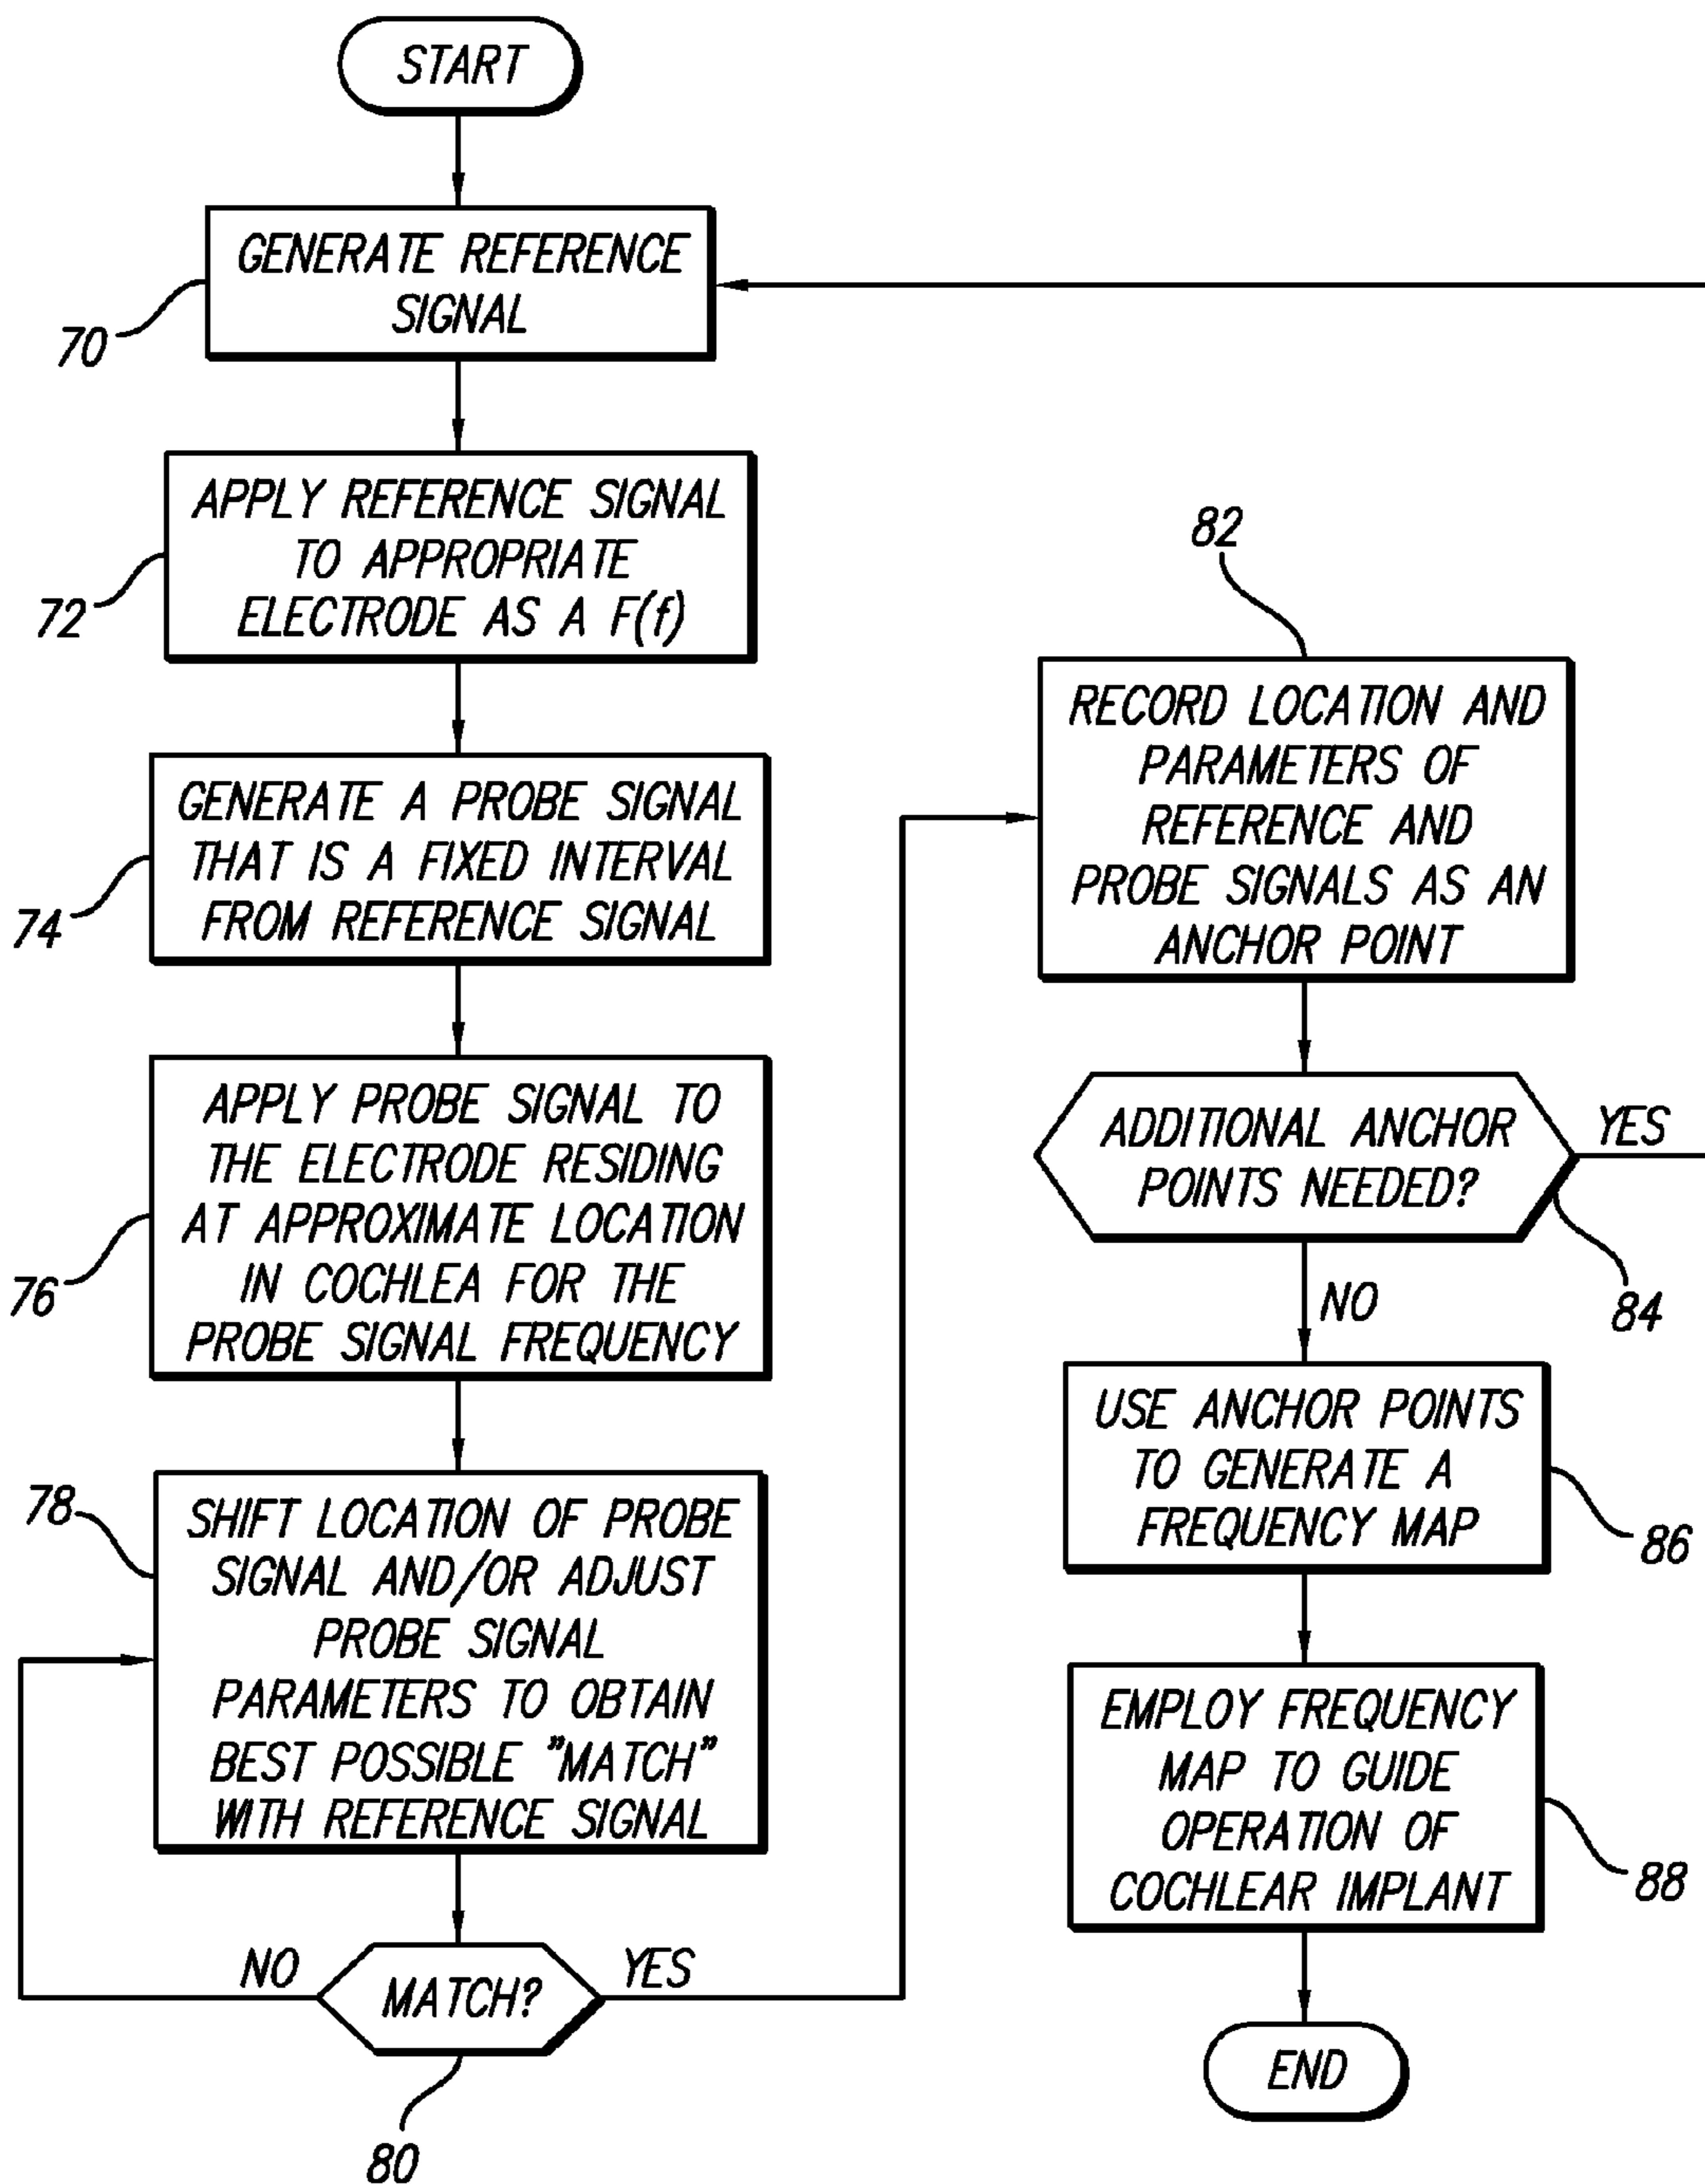 START
GENERATE REFERENCE
SIGNAL
70
APPLY REFERENCE SIGNAL
TO APPROPRIATE
ELECTRODE AS A F(f)
72
GENERATE A PROBE SIGNAL
THAT IS A FIXED INTERVAL
FROM REFERENCE SIGNAL
74
APPLY PROBE SIGNAL TO
THE ELECTRODE RESIDING
AT APPROXIMATE LOCATION
IN COCHLEA FOR THE
PROBE SIGNAL FREQUENCY
76
78
SHIFT LOCATION OF PROBE
SIGNAL AND/OR ADJUST
PROBE SIGNAL
PARAMETERS TO OBTAIN
BEST POSSIBLE "MATCH"
WITH REFERENCE SIGNAL
NO
MATCH?
YES
80
82
RECORD LOCATION AND
PARAMETERS OF
REFERENCE AND
PROBE SIGNALS AS AN
ANCHOR POINT
ADDITIONAL ANCHOR
POINTS NEEDED?
YES
84
NO
USE ANCHOR POINTS
TO GENERATE A
FREQUENCY MAP
86
EMPLOY FREQUENCY
MAP TO GUIDE
OPERATION OF
COCHLEAR IMPLANT
88
END